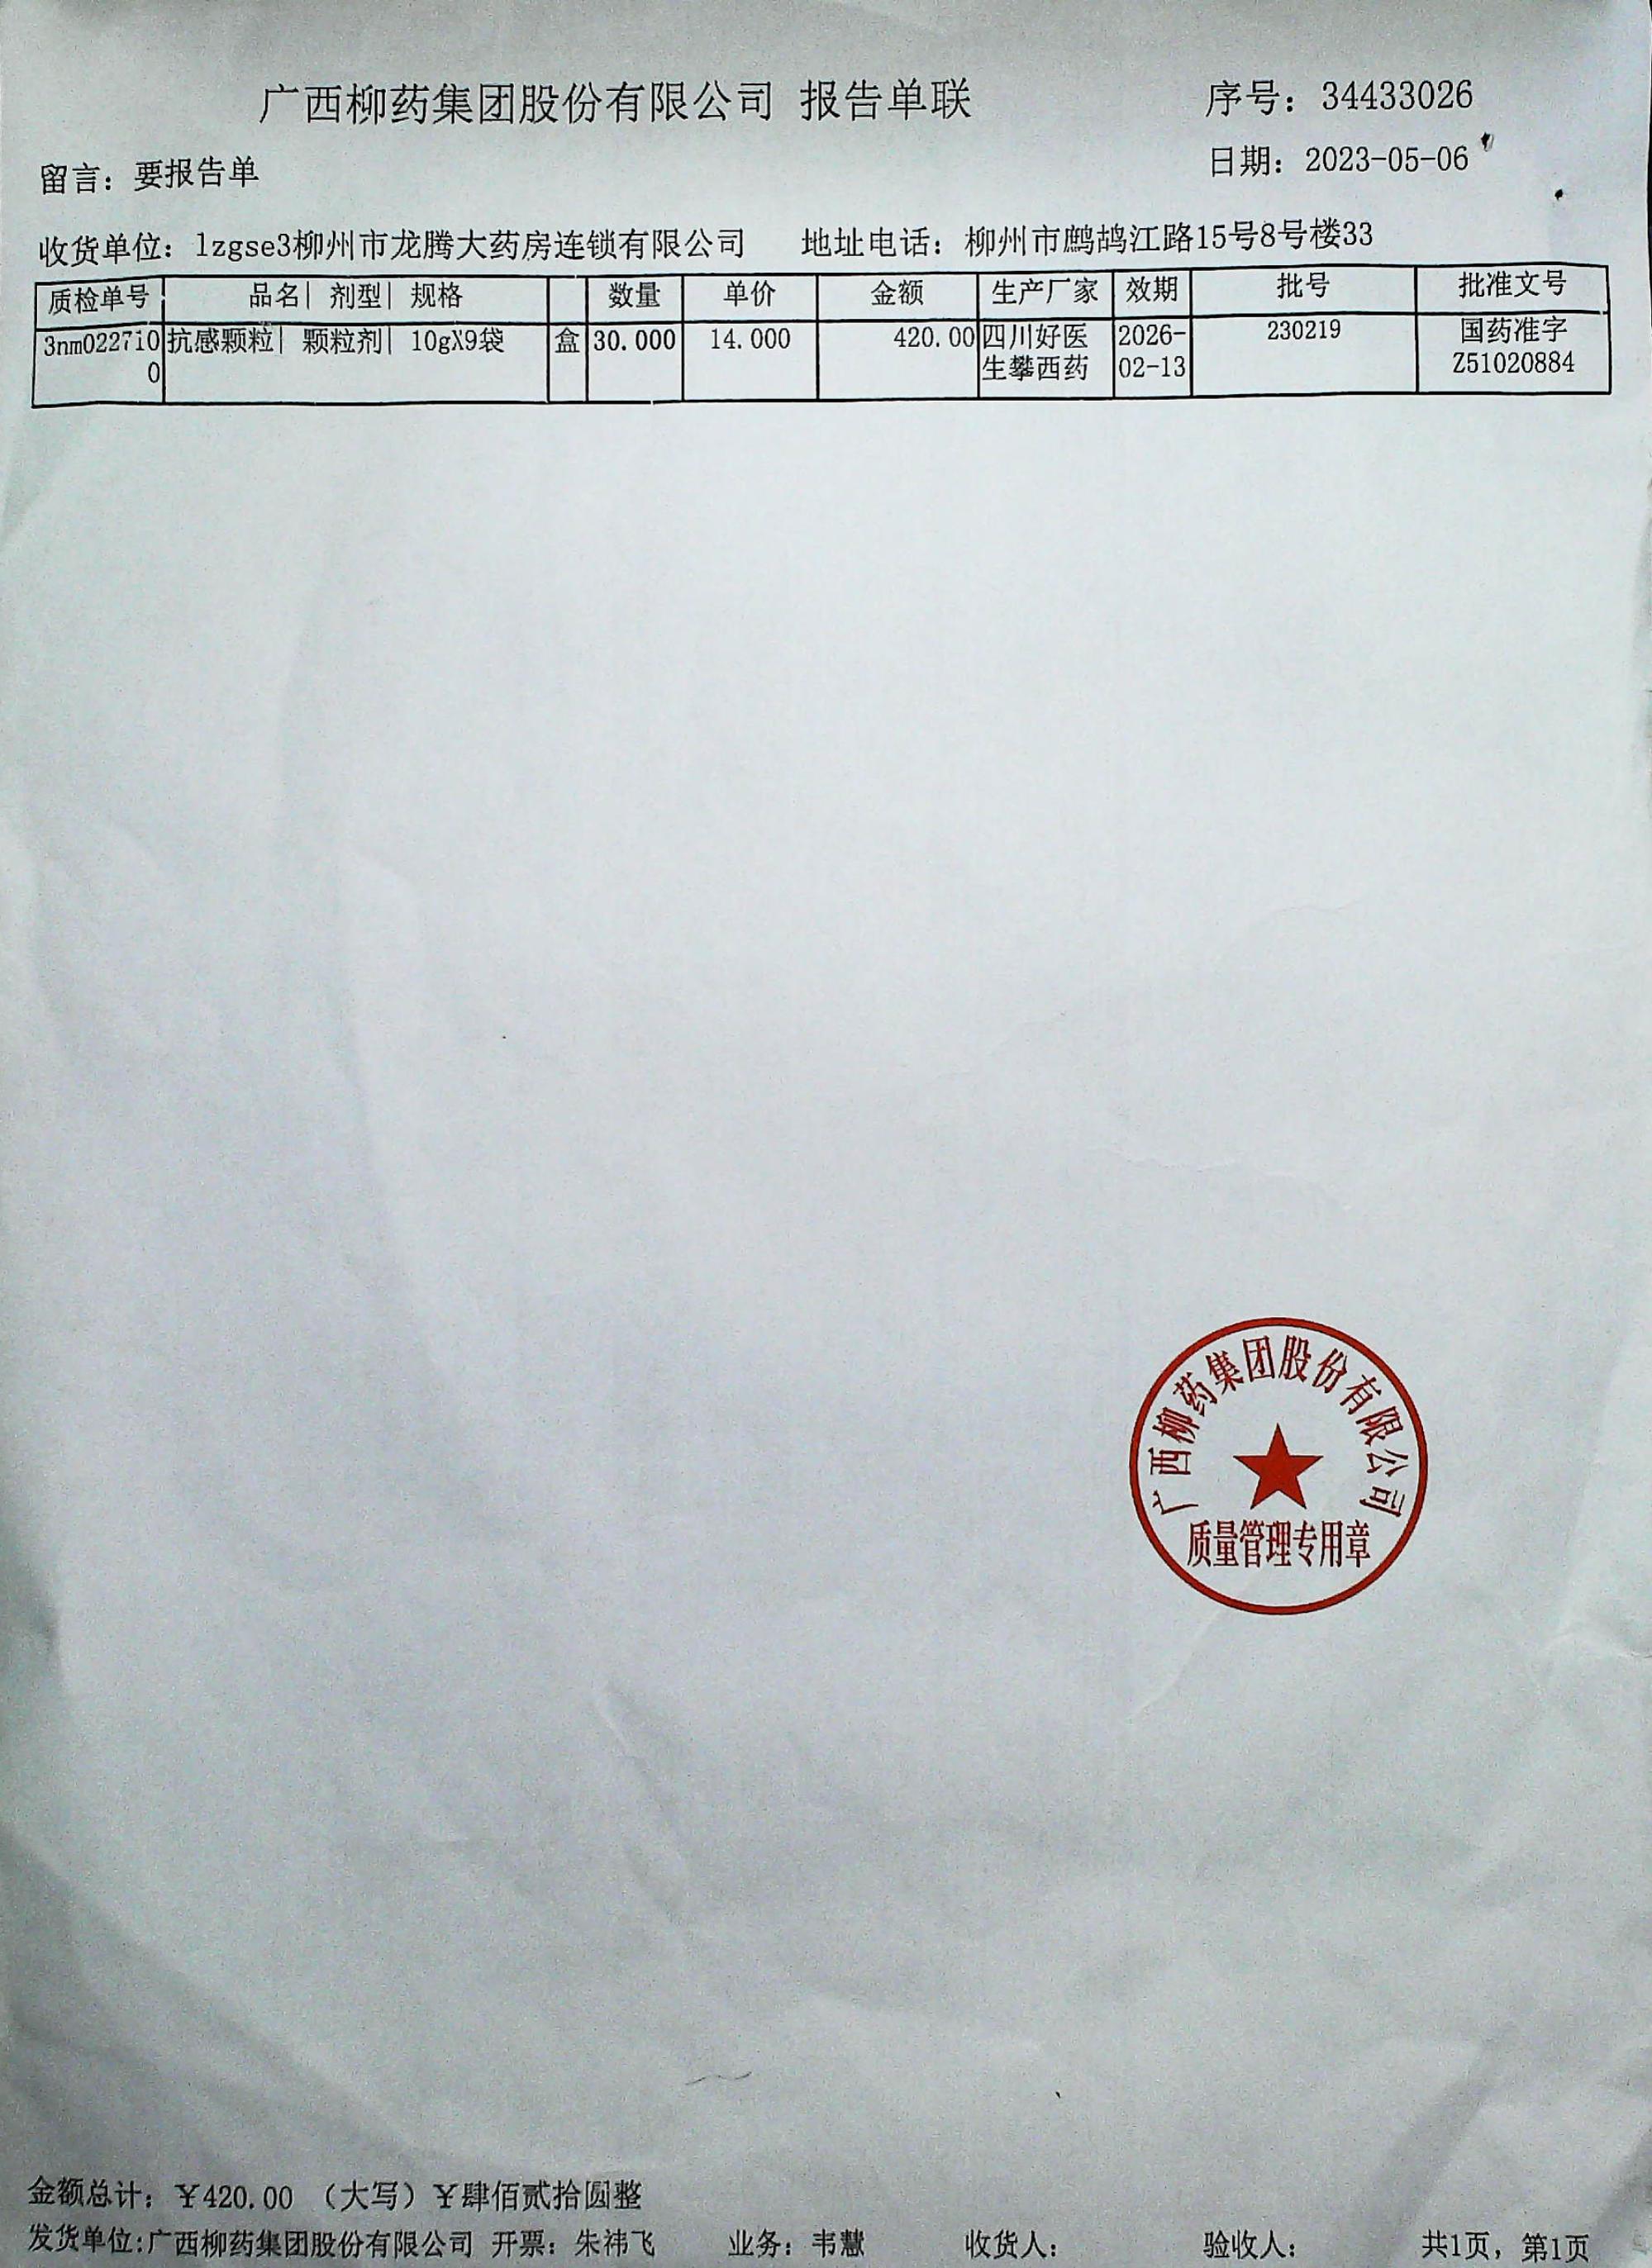 广西柳药集团股份有限公司 报告单联
序号：34433026
留言：要报告单
日期：2023-05-06
收货单位：lzgse3柳州市龙腾大药房连锁有限公司 地址电话：柳州市鹧鸪江路15号8号楼33
质检单号 品名| 剂型| 规格 数量 单价 金额 生产厂家 效期 批号 批准文号
3nm022710 抗感颗粒| 颗粒剂| 10gX9袋 盒 30.000 14.000 420.00 四川好医 2026- 230219 国药准字
0 生攀西药 02-13 Z51020884
广西柳药集团股份有限公司
质量管理专用章
金额总计：￥420.00 （大写）￥肆佰贰拾圆整
发货单位:广西柳药集团股份有限公司 开票：朱祎飞 业务：韦慧 收货人： 验收人： 共1页，第1页